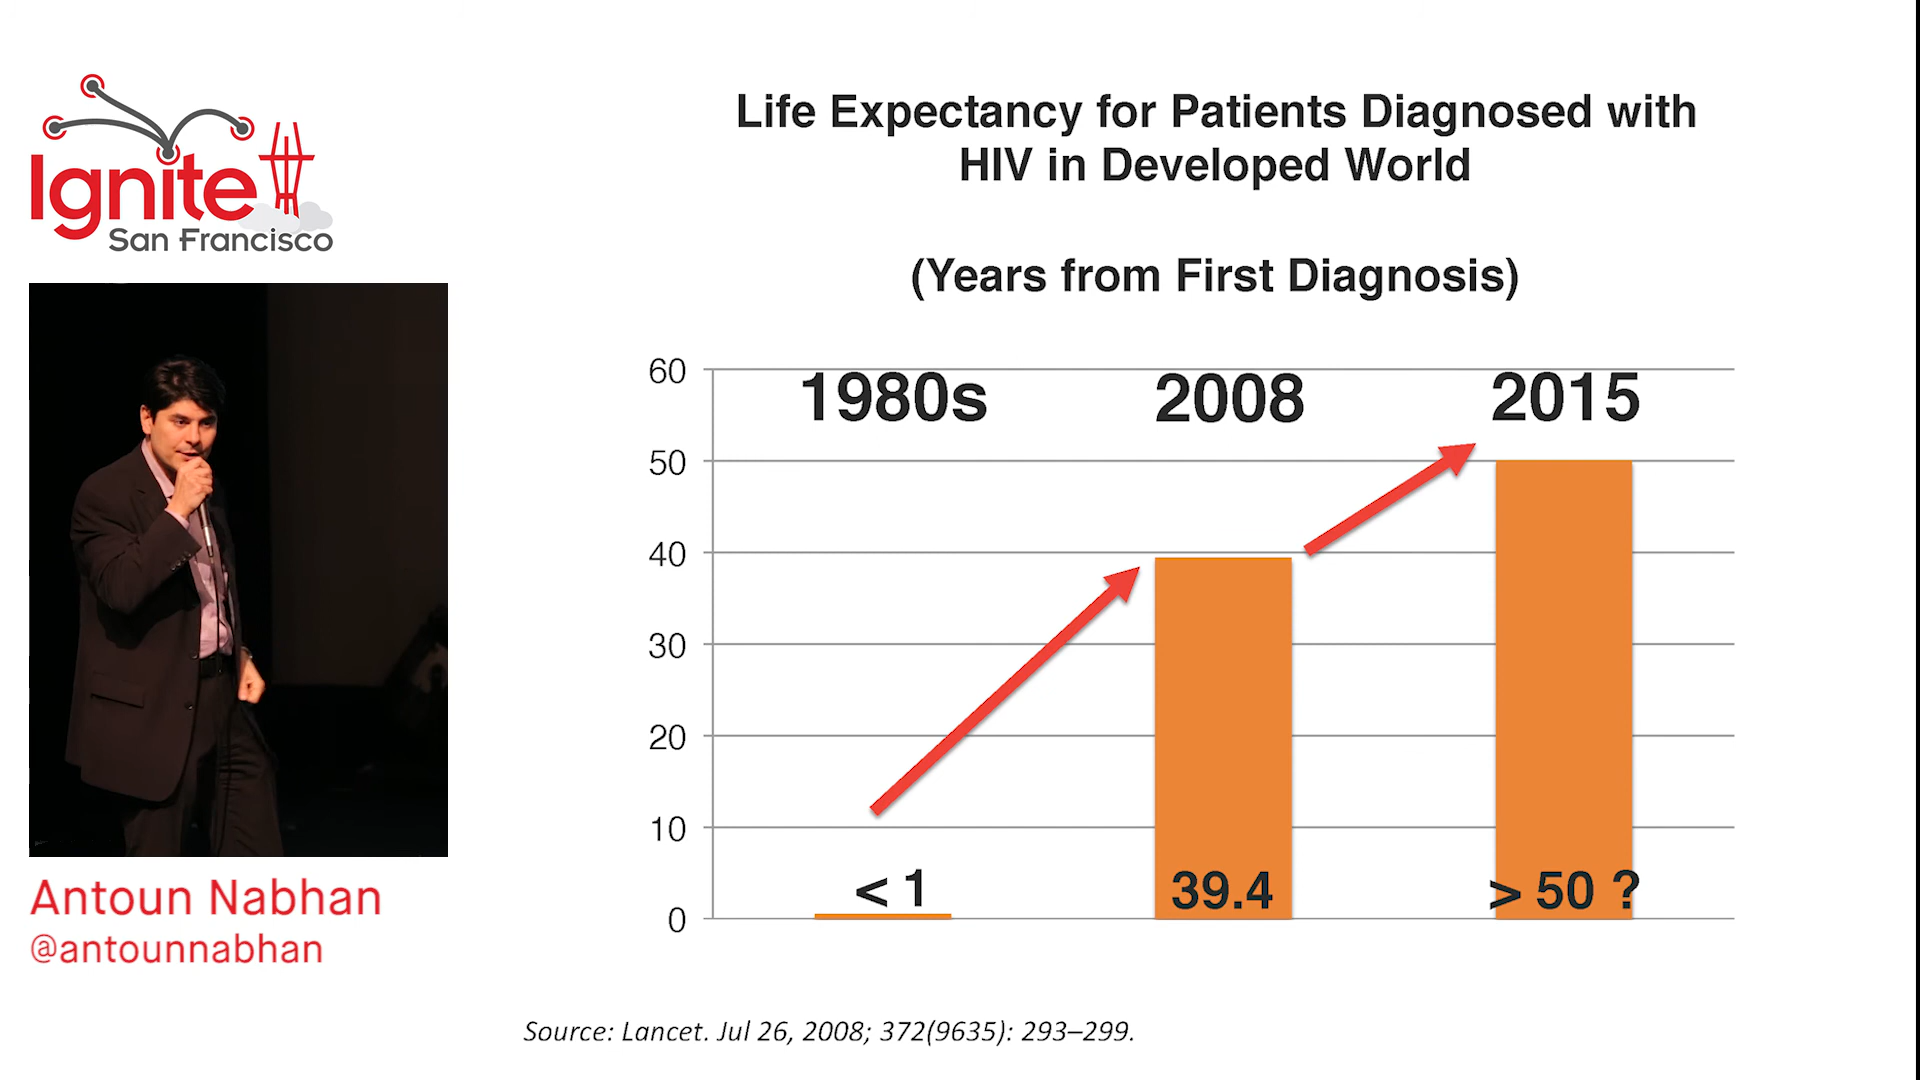 Ignite
San Francisco
Life Expectancy for Patients Diagnosed with
HIV in Developed World
(Years from First Diagnosis)
60
50
40
30
20
10
0
1980s
2008
2015
< 1
39.4
> 50 ?
Antoun Nabhan
@antounnabhan
Source: Lancet. Jul 26, 2008; 372(9635): 293–299.